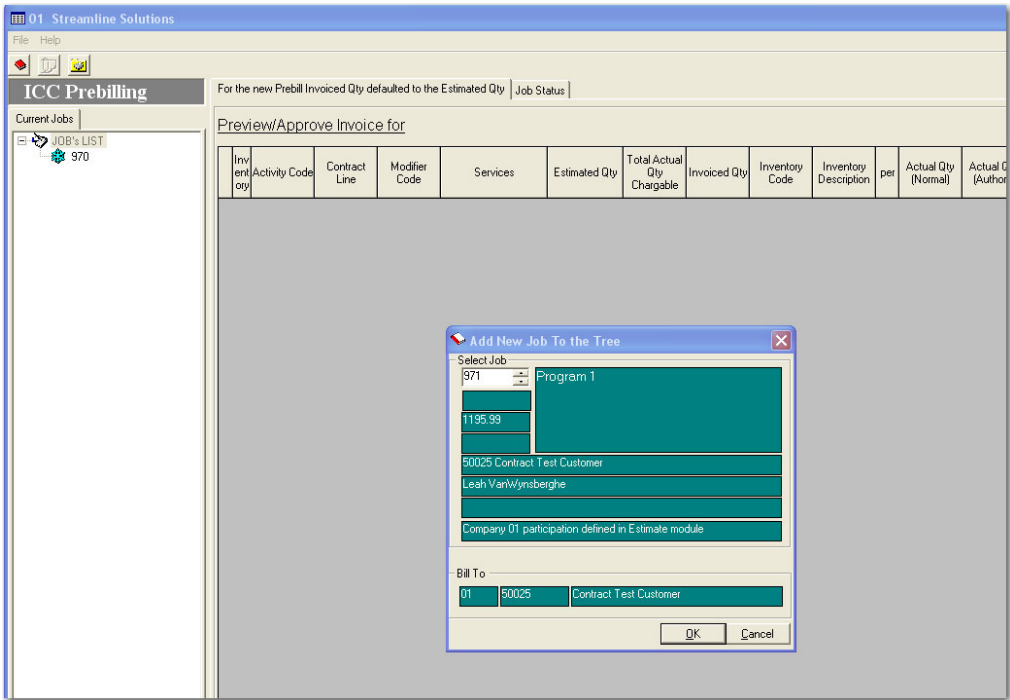 01 Streamline Solutions
File Help
ICC Prebilling
Current Jobs
JOB's LIST
970
For the new Prebill Invoiced Qty defaulted to the Estimated Qty
Job Status
Preview/Approve Invoice for
Inv
ent
ory
Activity Code
Contract
Line
Modifier
Code
Services
Estimated Qty
Total Actual
Qty
Chargable
Invoiced Qty
Inventory
Code
Inventory
Description
per
Actual Qty
(Normal)
Actual Q
(Author
Add New Job To the Tree
Select Job
971
Program 1
1195.99
50025 Contract Test Customer
Leah VanWynsberghe
Company 01 participation defined in Estimate module
Bill To
01 50025 Contract Test Customer
OK Cancel